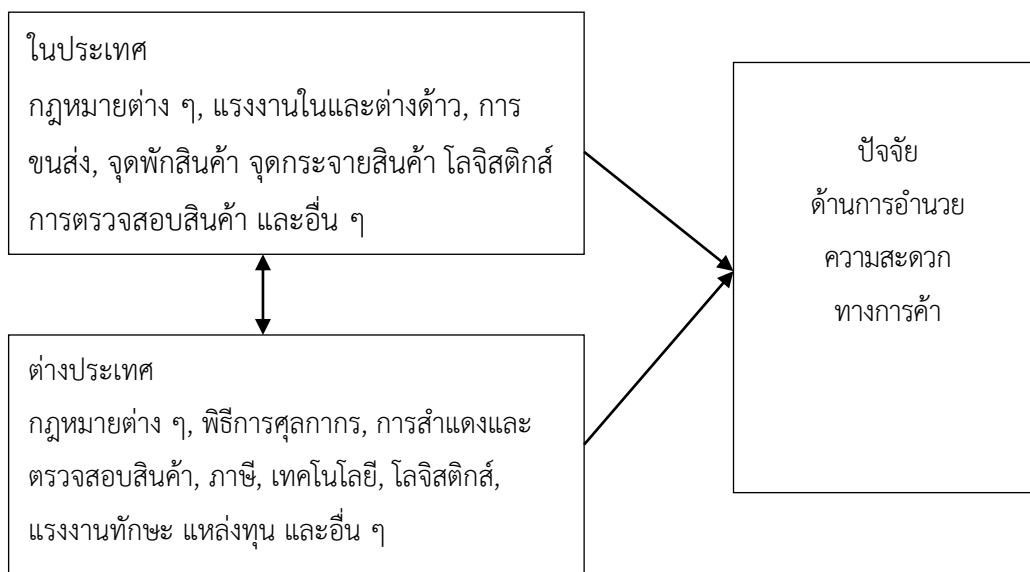 ในประเทศ
กฎหมายต่าง ๆ, แรงงานในและต่างด้าว, การ
ขนส่ง, จุดพักสินค้า จุดกระจายสินค้า โลจิสติกส์
การตรวจสอบสินค้า และอื่น ๆ
ปัจจัย
ด้านการอำนวย
ความสะดวก
ทางการค้า
ต่างประเทศ
กฎหมายต่าง ๆ, พิธีการศุลกากร, การสำแดงและ
ตรวจสอบสินค้า, ภาษี, เทคโนโลยี, โลจิสติกส์,
แรงงานทักษะ แหล่งทุน และอื่น ๆ